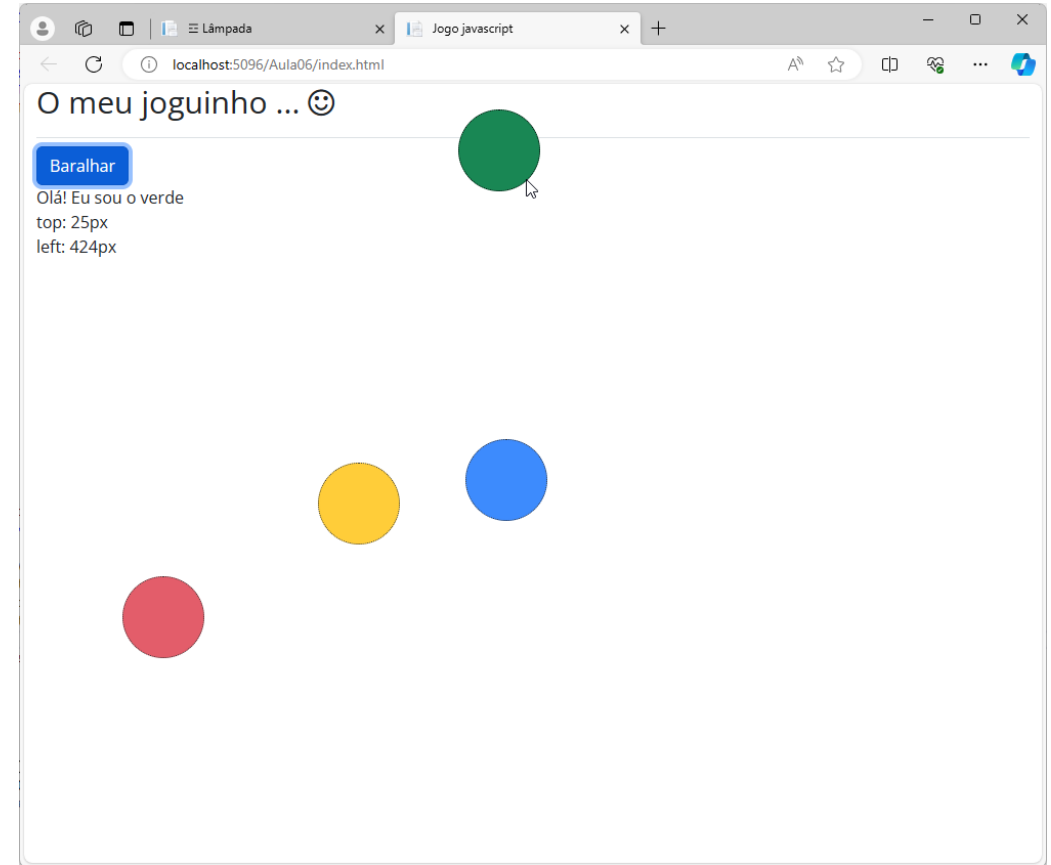 Lâmpada
Jogo javascript
localhost:5096/Aula06/index.html
O meu joguinho ... ☺
Baralhar
Olá! Eu sou o verde
top: 25px
left: 424px